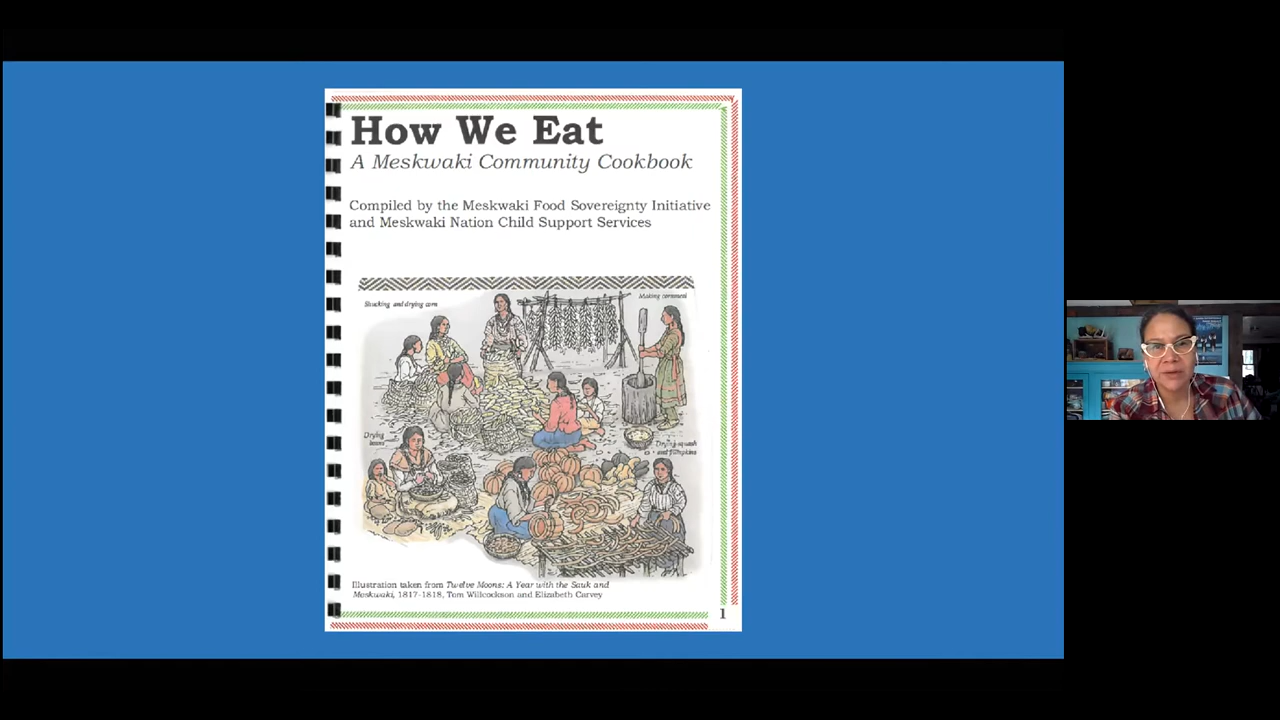 How We Eat
A Meskwaki Community Cookbook
Compiled by the Meskwaki Food Sovereignty Initiative
and Meskwaki Nation Child Support Services
Shucking and drying corn
Making cornmeal
Drying
beans
Drying squash
and pumpkins
Illustration taken from Twelve Moons: A Year with the Sauk and
Meskwaki, 1817-1818, Tom Willcockson and Elizabeth Carvey
1